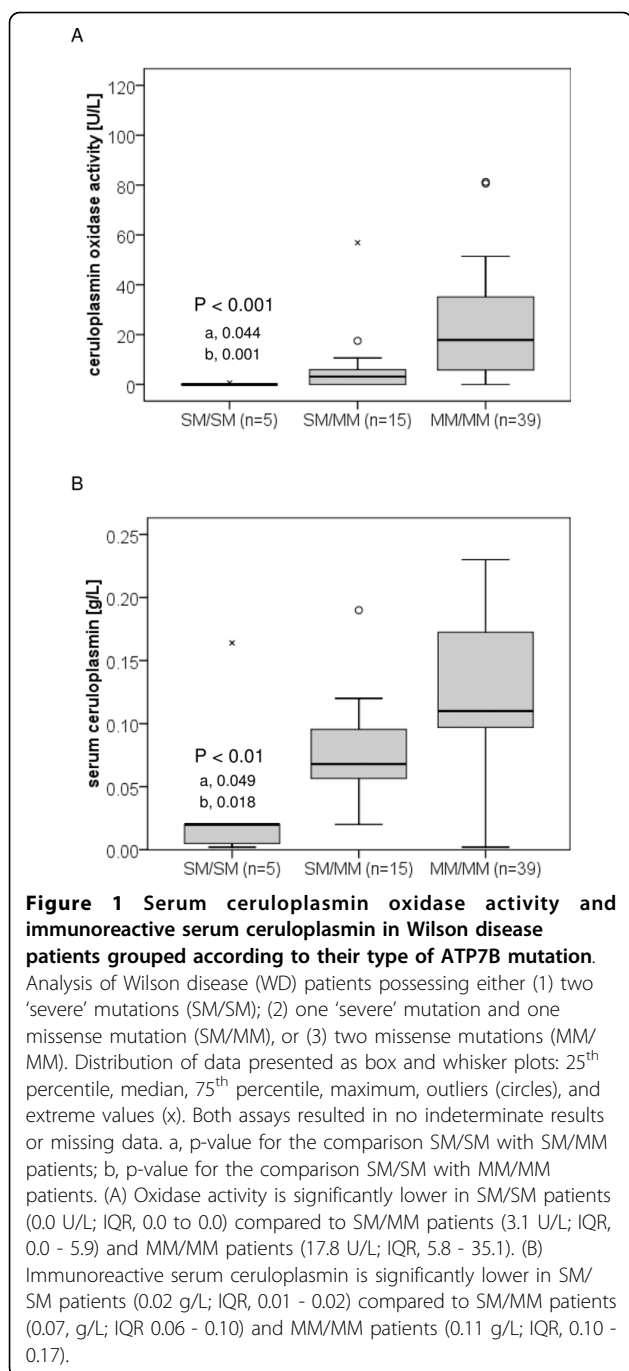 A
ceruloplasmin oxidase activity [U/L]
120
100
80
60
40
20
0
P < 0.001
a, 0.044
b, 0.001
SM/SM (n=5) SM/MM (n=15) MM/MM (n=39)
B
serum ceruloplasmin [g/L]
0.25
0.20
0.15
0.10
0.05
0.00
P < 0.01
a, 0.049
b, 0.018
SM/SM (n=5) SM/MM (n=15) MM/MM (n=39)
Figure 1 Serum ceruloplasmin oxidase activity and
immunoreactive serum ceruloplasmin in Wilson disease
patients grouped according to their type of ATP7B mutation.
Analysis of Wilson disease (WD) patients possessing either (1) two
‘severe’ mutations (SM/SM); (2) one ‘severe’ mutation and one
missense mutation (SM/MM), or (3) two missense mutations (MM/
MM). Distribution of data presented as box and whisker plots: 25th
percentile, median, 75th percentile, maximum, outliers (circles), and
extreme values (x). Both assays resulted in no indeterminate results
or missing data. a, p-value for the comparison SM/SM with SM/MM
patients; b, p-value for the comparison SM/SM with MM/MM
patients. (A) Oxidase activity is significantly lower in SM/SM patients
(0.0 U/L; IQR, 0.0 to 0.0) compared to SM/MM patients (3.1 U/L; IQR,
0.0 - 5.9) and MM/MM patients (17.8 U/L; IQR, 5.8 - 35.1). (B)
Immunoreactive serum ceruloplasmin is significantly lower in SM/
SM patients (0.02 g/L; IQR, 0.01 - 0.02) compared to SM/MM patients
(0.07, g/L; IQR 0.06 - 0.10) and MM/MM patients (0.11 g/L; IQR, 0.10 -
0.17).